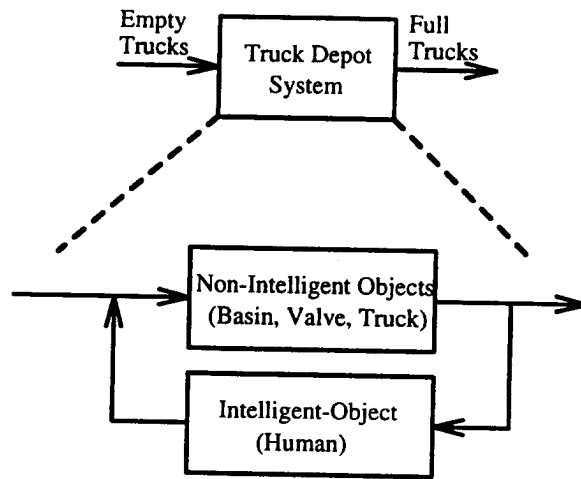 Empty
Trucks
Truck Depot
System
Full
Trucks
Non-Intelligent Objects
(Basin, Valve, Truck)
Intelligent-Object
(Human)